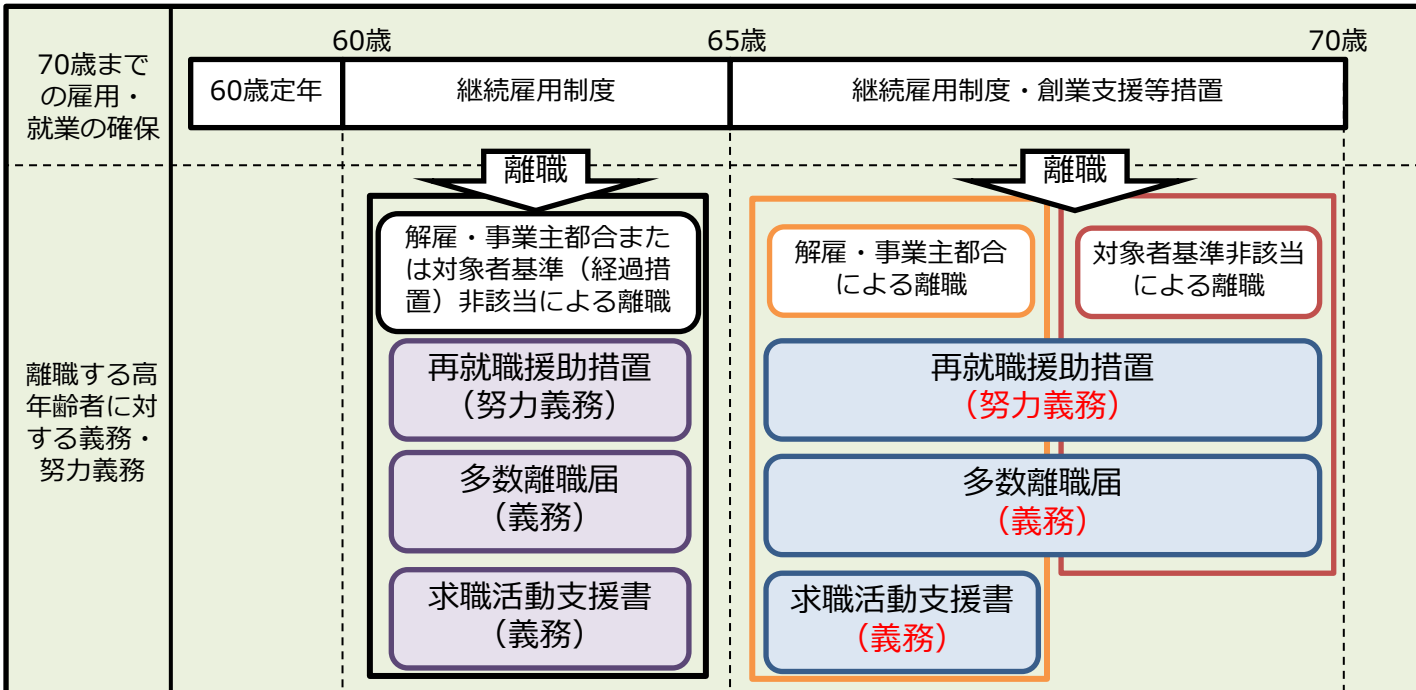 60歳
65歳
70歳
70歳まで
の雇用・
就業の確保
60歳定年
継続雇用制度
継続雇用制度・創業支援等措置
離職
離職
離職する高
年齢者に対
する義務・
努力義務
解雇・事業主都合また
は対象者基準（経過措
置）非該当による離職
再就職援助措置
（努力義務）
多数離職届
（義務）
求職活動支援書
（義務）
解雇・事業主都合
による離職
対象者基準非該当
による離職
再就職援助措置
（努力義務）
多数離職届
（義務）
求職活動支援書
（義務）